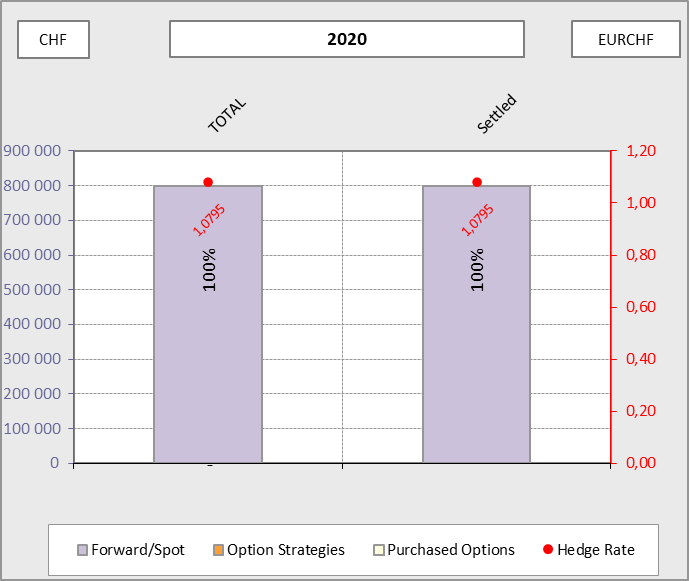 CHF 2020 EURCHF
TOTAL Settled
900 000 1,20
800 000 1,00
700 000 0,80
600 000 0,60
500 000 0,40
400 000 0,20
300 000 0,00
200 000
100 000
0
1,0795 1,0795
100% 100%
-
Forward/Spot Option Strategies Purchased Options Hedge Rate